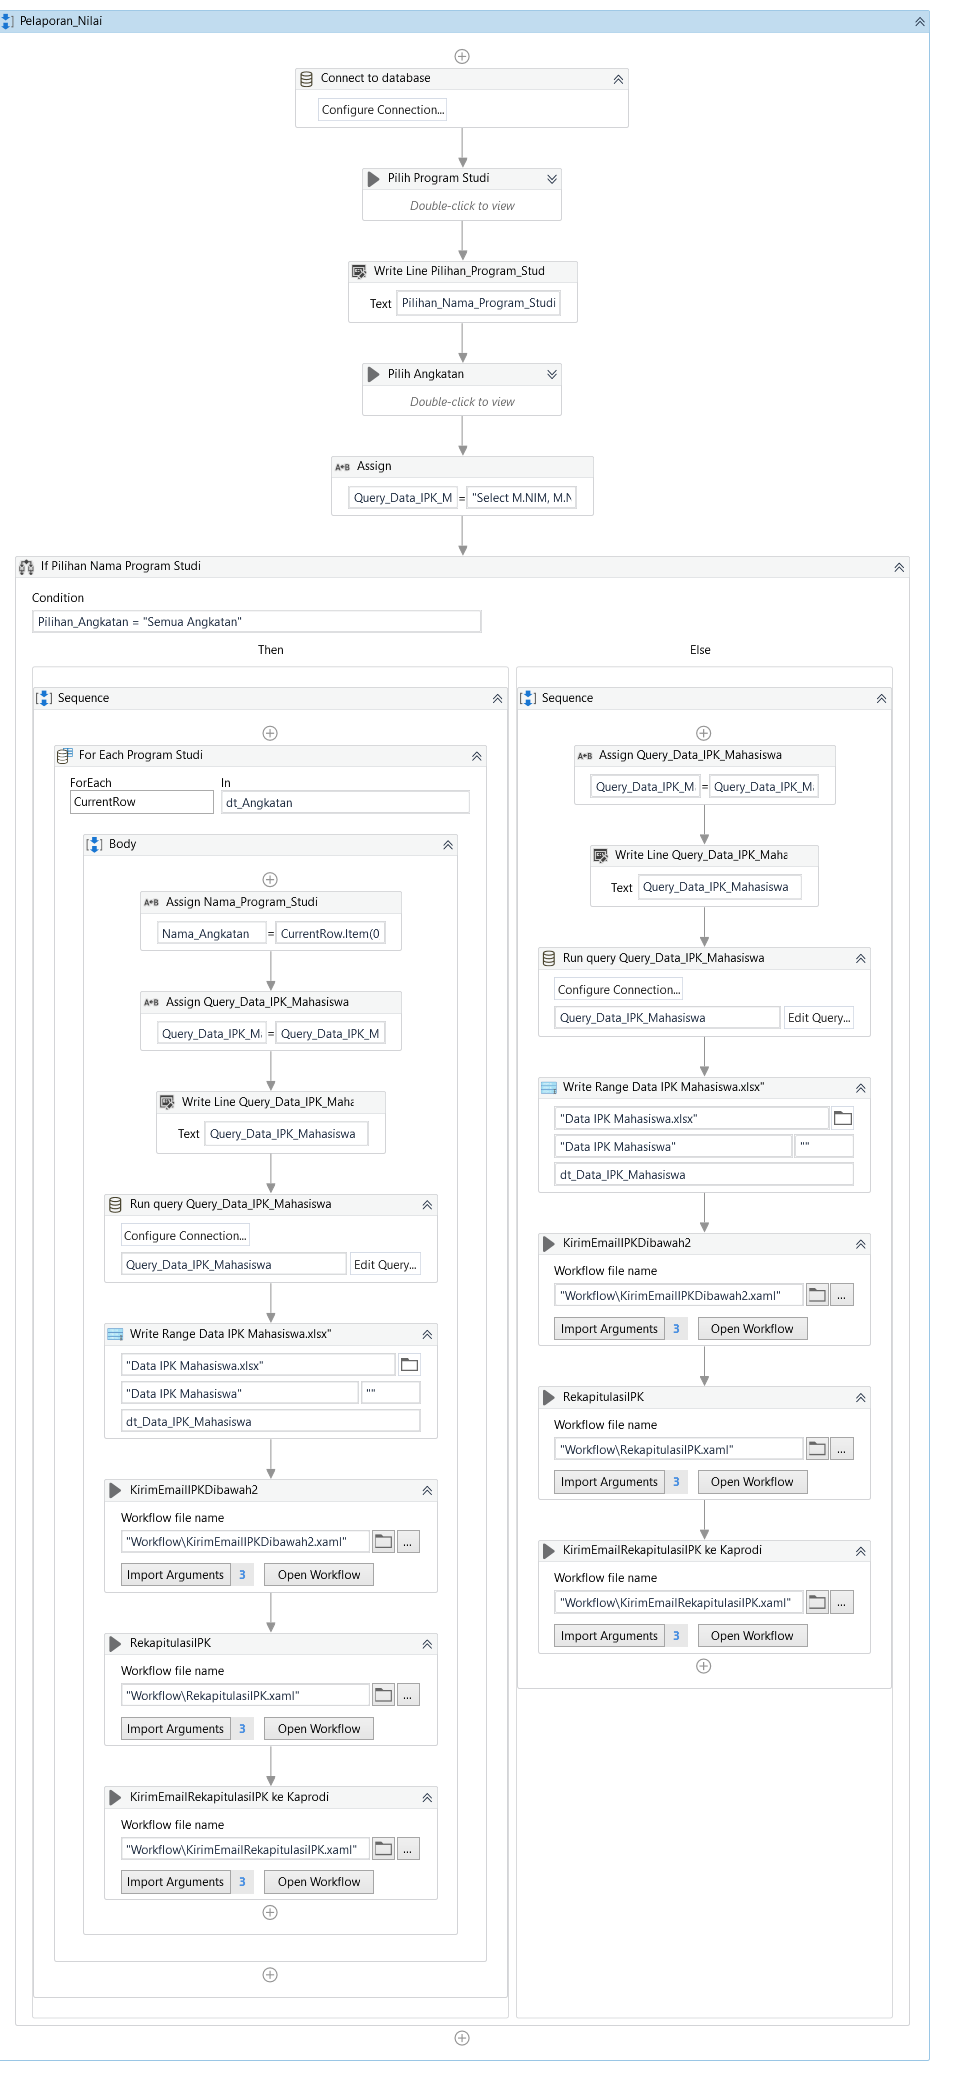 Pelaporan_Nilai
Connect to database
Configure Connection...
Pilih Program Studi
Double-click to view
Write Line Pilihan_Program_Stud
Text Pilihan_Nama_Program_Studi
Pilih Angkatan
Double-click to view
A*B Assign
Query_Data_IPK_M = "Select M.NIM, M.N
If Pilihan Nama Program Studi
Condition
Pilihan_Angkatan = "Semua Angkatan"
Then
Sequence
For Each Program Studi
ForEach In
CurrentRow dt_Angkatan
Body
A*B Assign Nama_Program_Studi
Nama_Angkatan = CurrentRow.Item(0
A*B Assign Query_Data_IPK_Mahasiswa
Query_Data_IPK_M = Query_Data_IPK_M
Write Line Query_Data_IPK_Maha
Text Query_Data_IPK_Mahasiswa
Run query Query_Data_IPK_Mahasiswa
Configure Connection...
Query_Data_IPK_Mahasiswa Edit Query...
Write Range Data IPK Mahasiswa.xlsx"
"Data IPK Mahasiswa.xlsx"
"Data IPK Mahasiswa" ""
dt_Data_IPK_Mahasiswa
KirimEmailIPKDibawah2
Workflow file name
"Workflow\KirimEmailIPKDibawah2.xaml" ...
Import Arguments 3 Open Workflow
RekapitulasiIPK
Workflow file name
"Workflow\RekapitulasiIPK.xaml" ...
Import Arguments 3 Open Workflow
KirimEmailRekapitulasiIPK ke Kaprodi
Workflow file name
"Workflow\KirimEmailRekapitulasiIPK.xaml" ...
Import Arguments 3 Open Workflow
Else
Sequence
A*B Assign Query_Data_IPK_Mahasiswa
Query_Data_IPK_M = Query_Data_IPK_M
Write Line Query_Data_IPK_Maha
Text Query_Data_IPK_Mahasiswa
Run query Query_Data_IPK_Mahasiswa
Configure Connection...
Query_Data_IPK_Mahasiswa Edit Query...
Write Range Data IPK Mahasiswa.xlsx"
"Data IPK Mahasiswa.xlsx"
"Data IPK Mahasiswa" ""
dt_Data_IPK_Mahasiswa
KirimEmailIPKDibawah2
Workflow file name
"Workflow\KirimEmailIPKDibawah2.xaml" ...
Import Arguments 3 Open Workflow
RekapitulasiIPK
Workflow file name
"Workflow\RekapitulasiIPK.xaml" ...
Import Arguments 3 Open Workflow
KirimEmailRekapitulasiIPK ke Kaprodi
Workflow file name
"Workflow\KirimEmailRekapitulasiIPK.xaml" ...
Import Arguments 3 Open Workflow